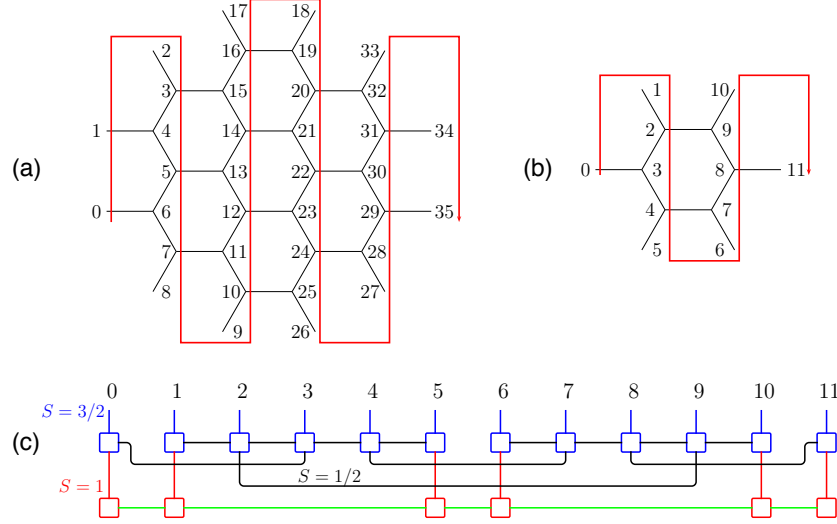 17 18
2 16 19 33
3 15 20 32
1 4 14 21 31 34
(a) 5 13 22 30
0 6 12 23 29 35
7 11 24 28
8 10 25 27
9 26
1 10
2 9
(b) 0 3 8 11
4 7
5 6
0 1 2 3 4 5 6 7 8 9 10 11
S = 3/2
(c)
S = 1/2
S = 1